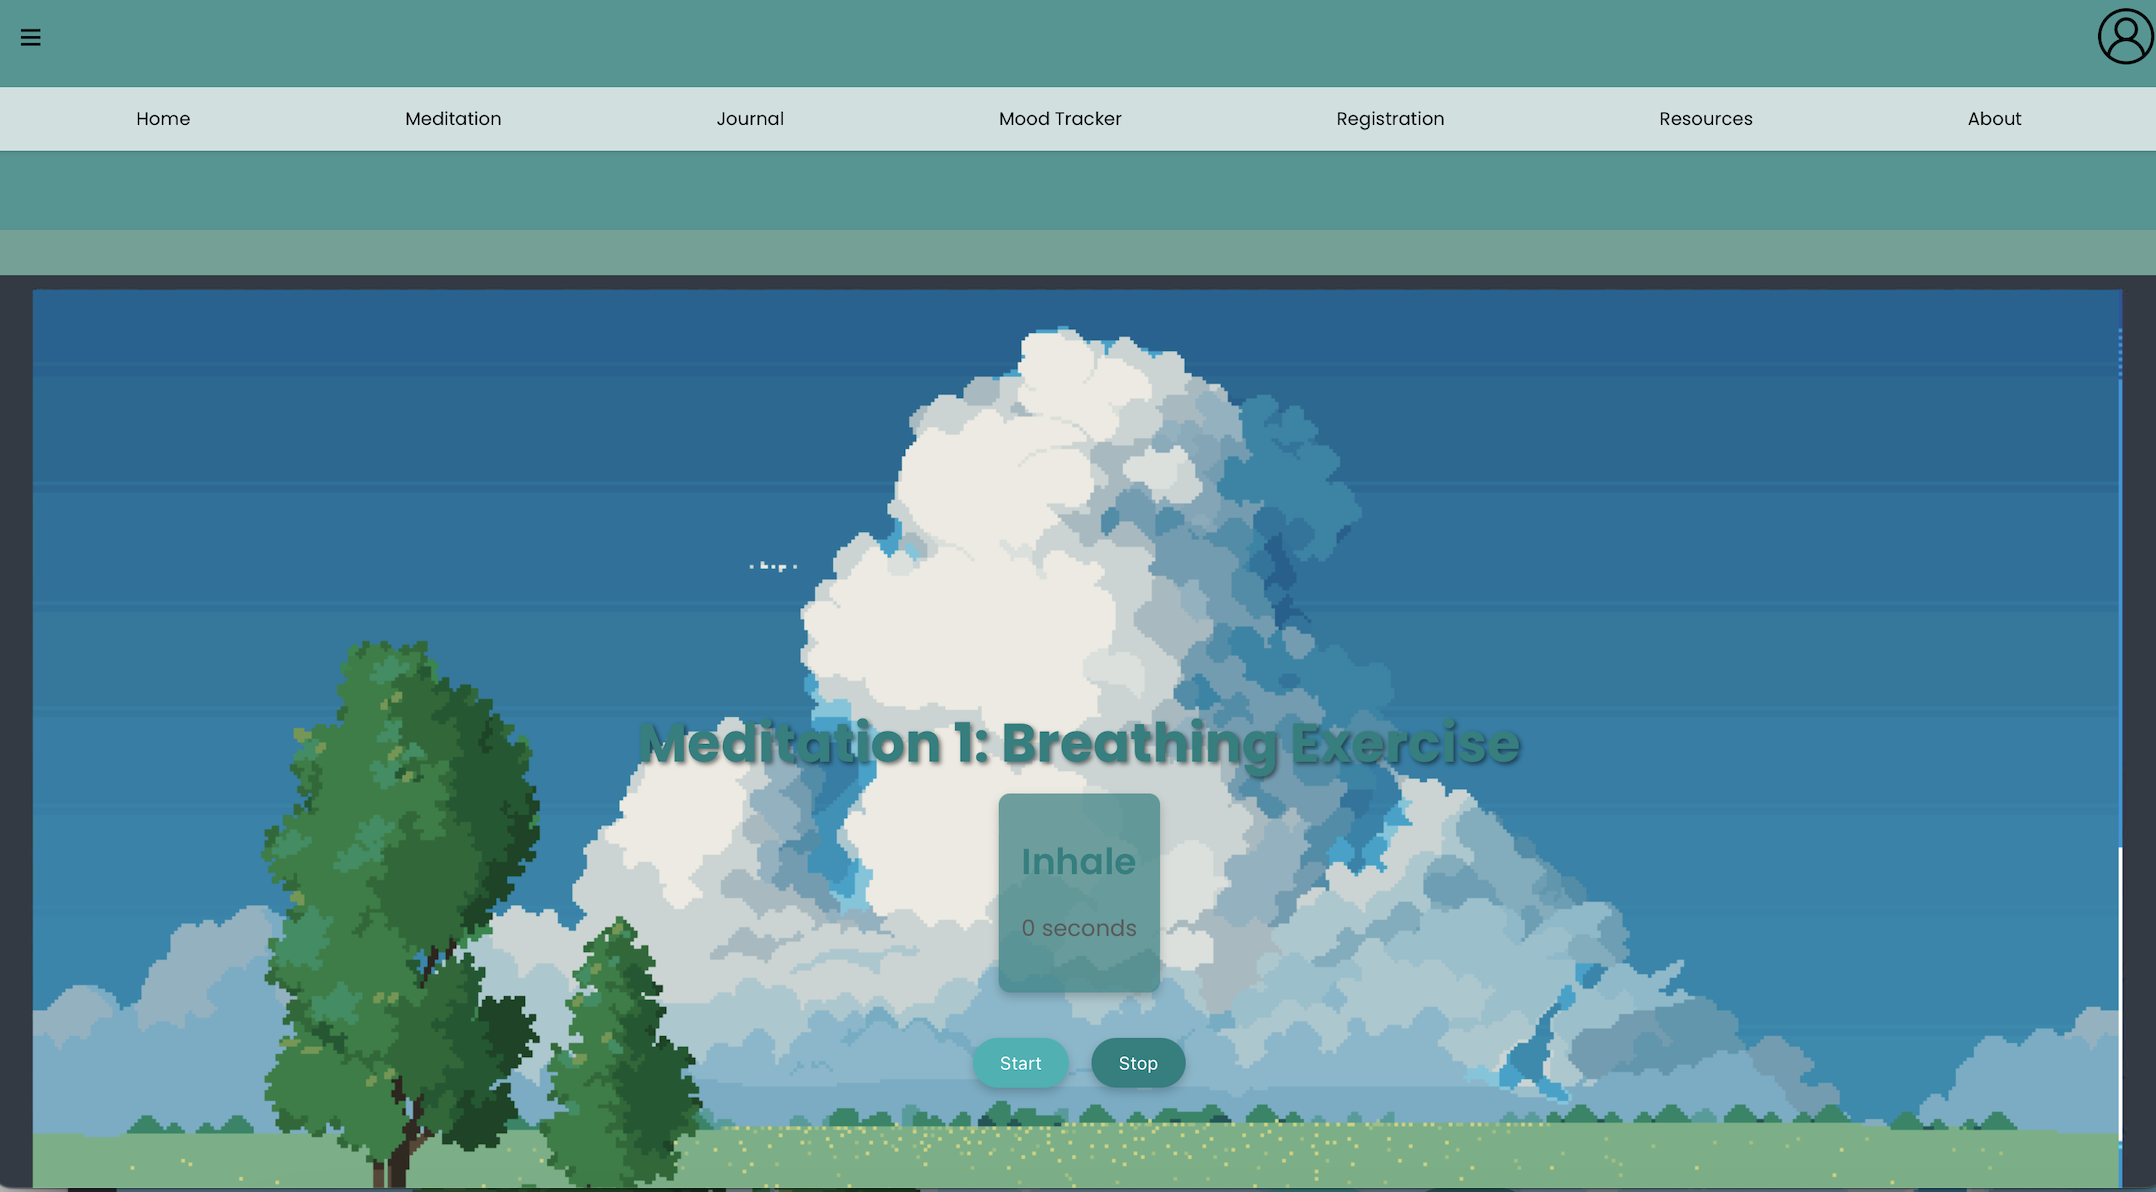 Home Meditation Journal Mood Tracker Registration Resources About
Meditation 1: Breathing Exercise
Inhale
0 seconds
Start Stop